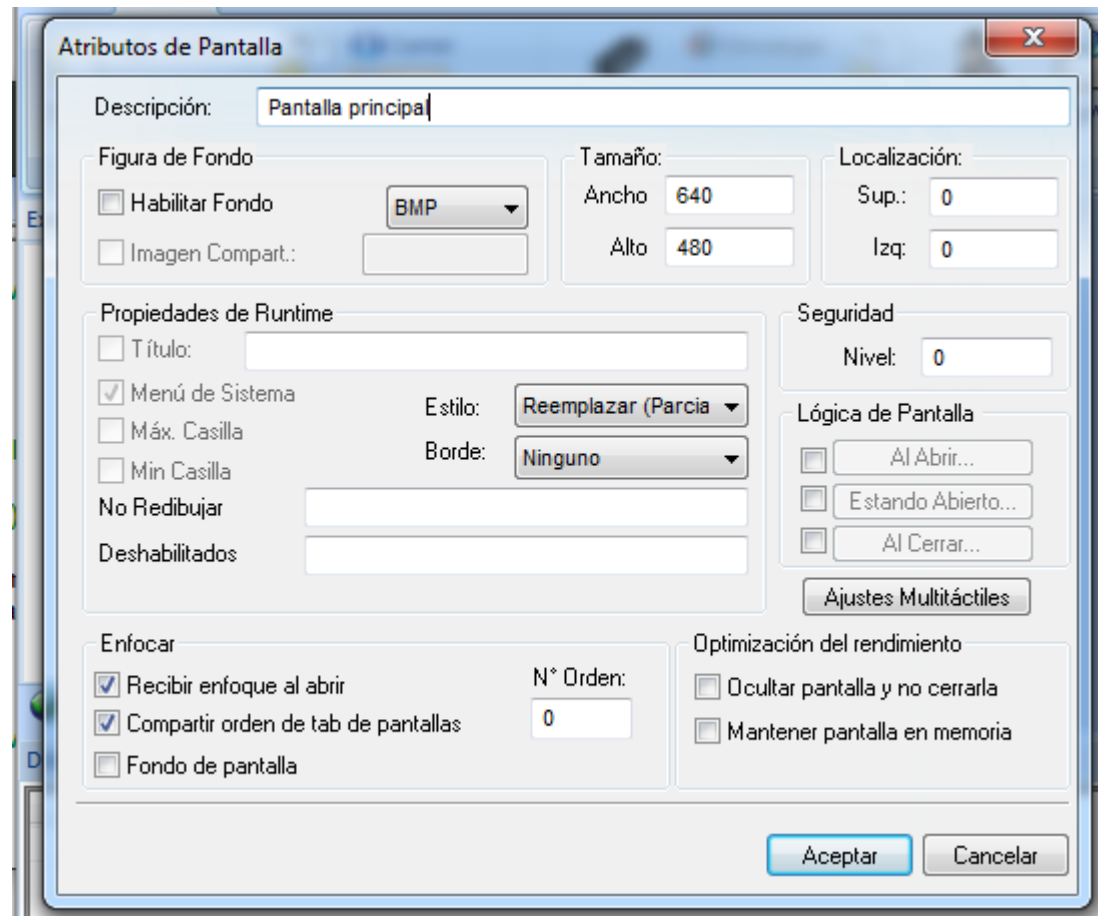 Atributos de Pantalla
Descripción: Pantalla principal
Figura de Fondo
Habilitar Fondo BMP
Imagen Compart.:
Tamaño:
Ancho 640
Alto 480
Localización:
Sup.: 0
Izq: 0
Propiedades de Runtime
Título:
Menú de Sistema
Máx. Casilla
Min Casilla
Estilo: Reemplazar (Parcia
Borde: Ninguno
No Redibujar
Deshabilitados
Seguridad
Nivel: 0
Lógica de Pantalla
Al Abrir...
Estando Abierto...
Al Cerrar...
Ajustes Multitáctiles
Enfocar
Recibir enfoque al abrir
Compartir orden de tab de pantallas
Fondo de pantalla
N° Orden:
0
Optimización del rendimiento
Ocultar pantalla y no cerrarla
Mantener pantalla en memoria
Aceptar Cancelar